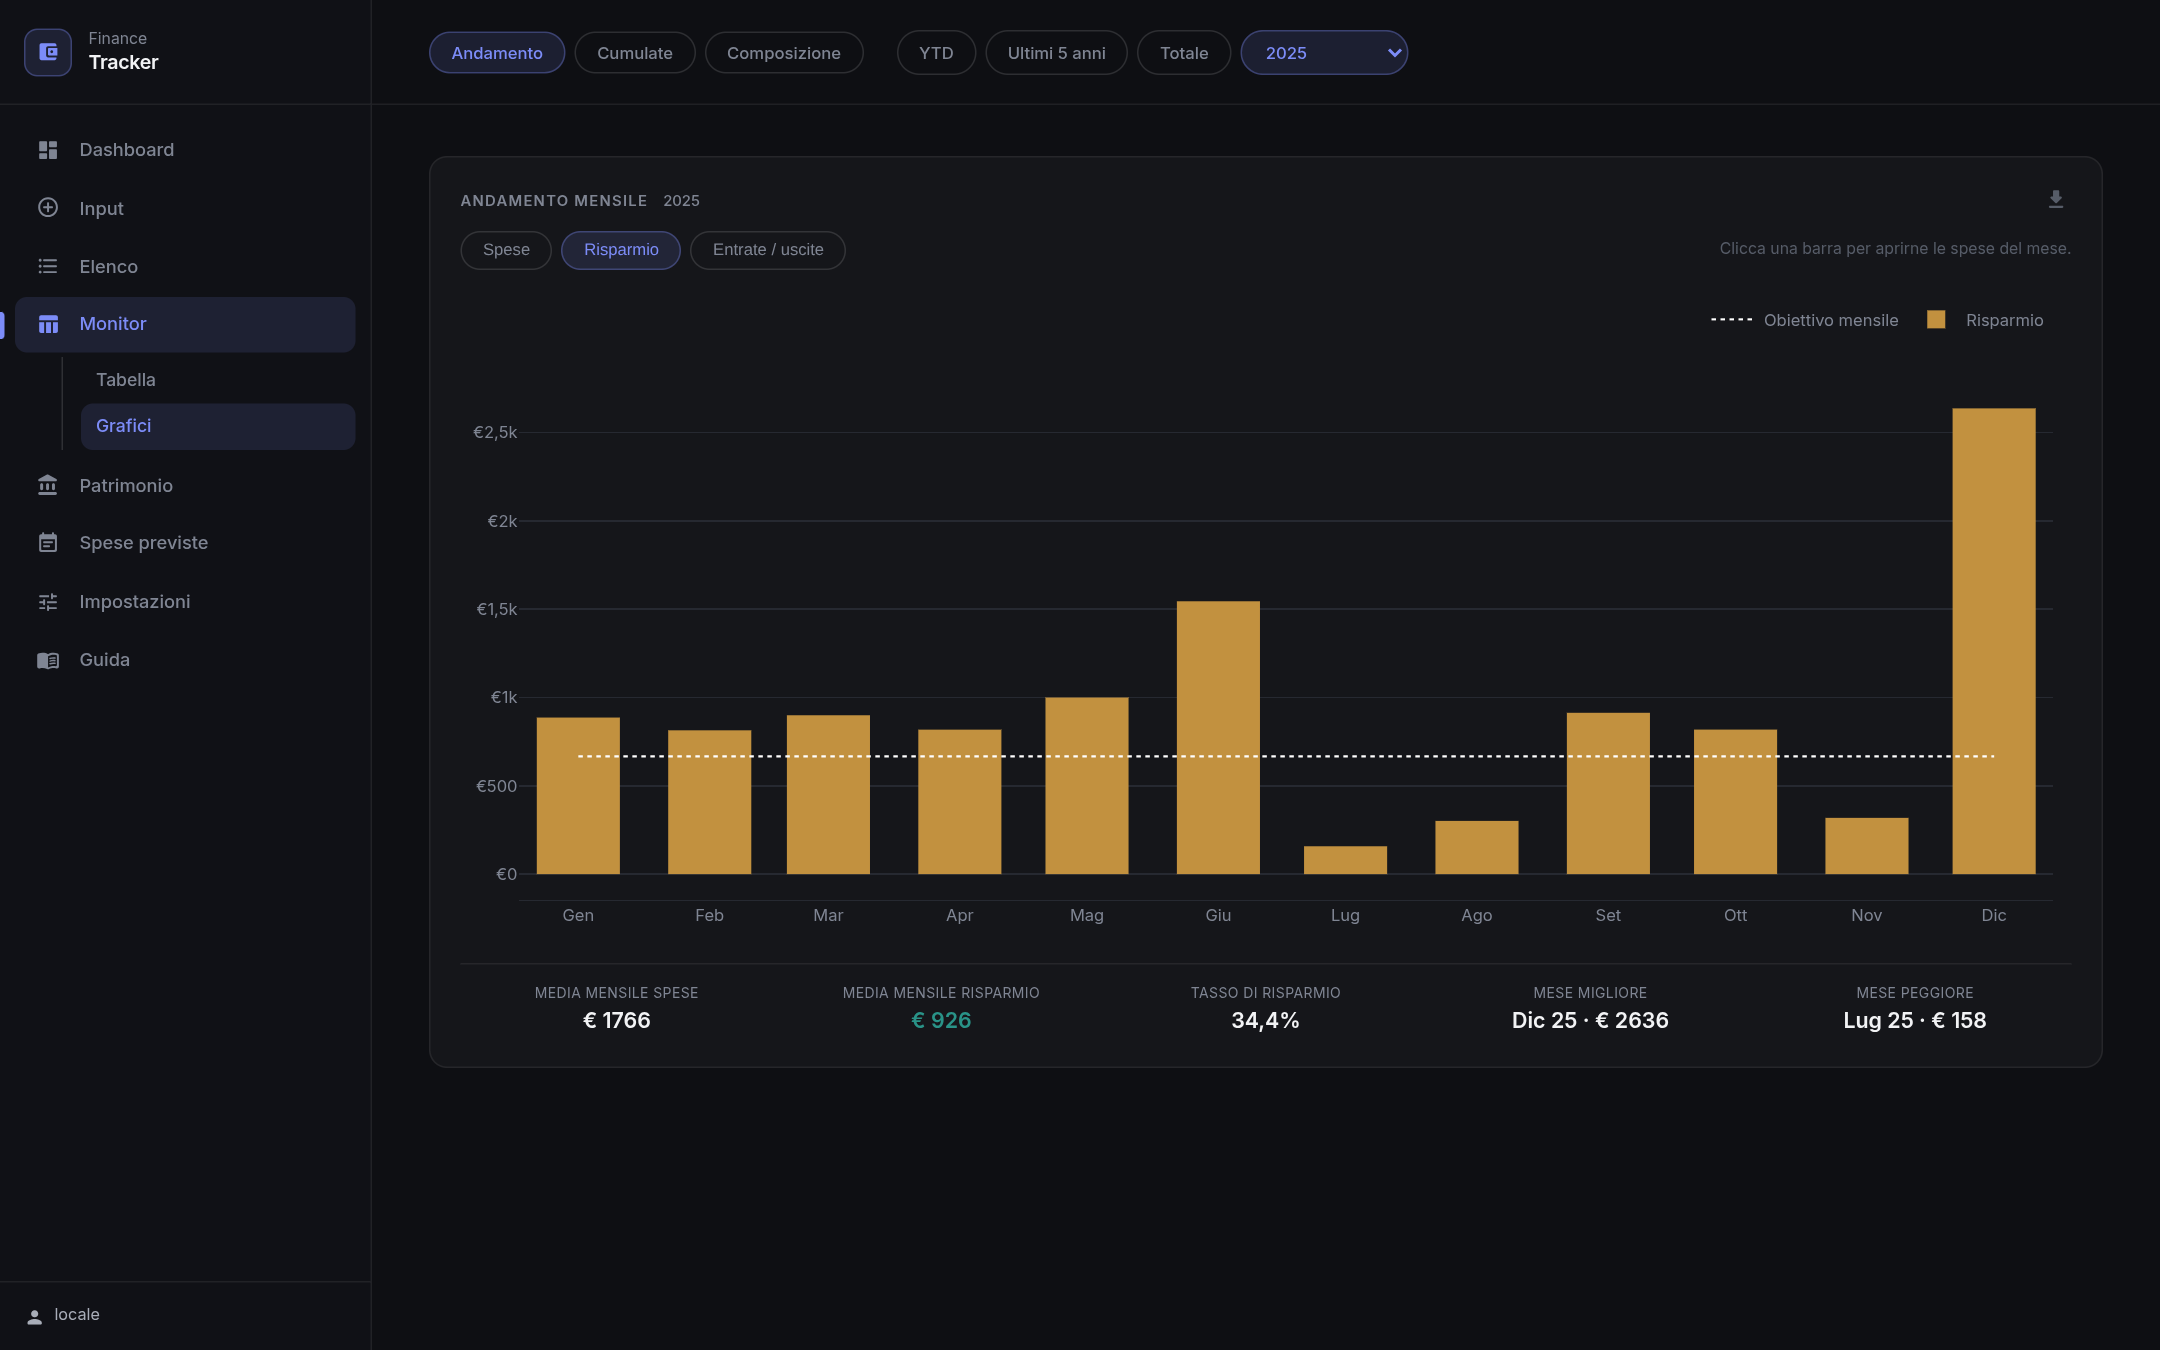 Finance
Tracker
Dashboard
Input
Elenco
Monitor
Tabella
Grafici
Patrimonio
Spese previste
Impostazioni
Guida
locale
Andamento Cumulate Composizione YTD Ultimi 5 anni Totale 2025
ANDAMENTO MENSILE 2025
Spese Risparmio Entrate / uscite
Clicca una barra per aprirne le spese del mese.
Obiettivo mensile Risparmio
€2,5k
€2k
€1,5k
€1k
€500
€0
Gen Feb Mar Apr Mag Giu Lug Ago Set Ott Nov Dic
MEDIA MENSILE SPESE
€ 1766
MEDIA MENSILE RISPARMIO
€ 926
TASSO DI RISPARMIO
34,4%
MESE MIGLIORE
Dic 25 · € 2636
MESE PEGGIORE
Lug 25 · € 158